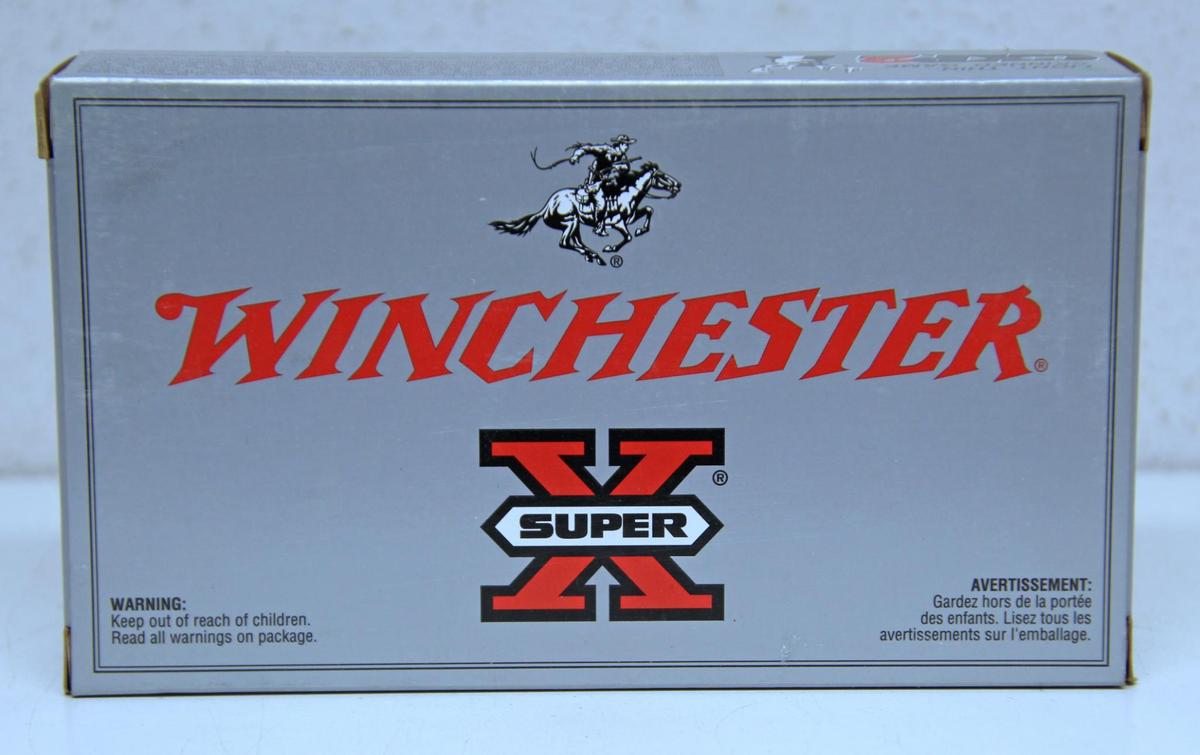 ®
WINCHESTER®
X®
SUPER
WARNING:
Keep out of reach of children.
Read all warnings on package.
AVERTISSEMENT:
Gardez hors de la portée
des enfants. Lisez tous les
avertissements sur l'emballage.